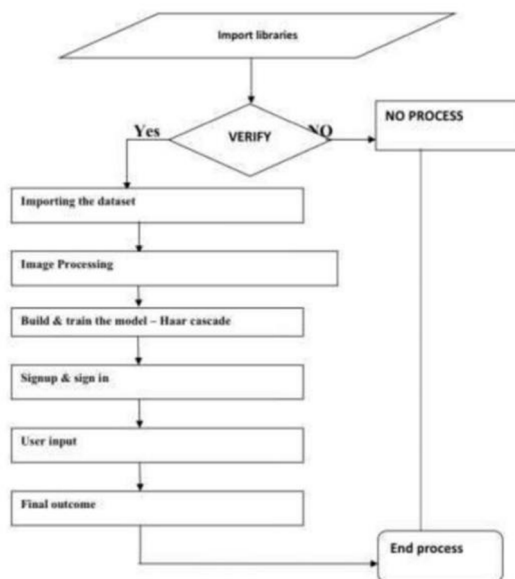 Import libraries
Yes
VERIFY
NO
NO PROCESS
Importing the dataset
Image Processing
Build & train the model – Haar cascade
Signup & sign in
User input
Final outcome
End process